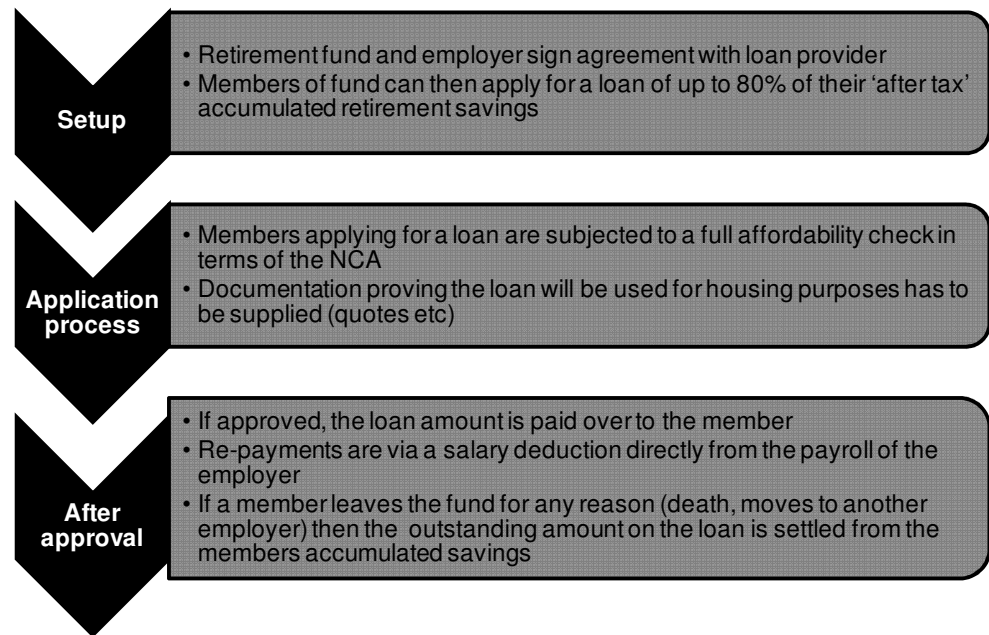 Setup
• Retirement fund and employer sign agreement with loan provider
• Members of fund can then apply for a loan of up to 80% of their ‘after tax’
accumulated retirement savings
Application
process
• Members applying for a loan are subjected to a full affordability check in
terms of the NCA
• Documentation proving the loan will be used for housing purposes has to
be supplied (quotes etc)
After
approval
• If approved, the loan amount is paid over to the member
• Re-payments are via a salary deduction directly from the payroll of the
employer
• If a member leaves the fund for any reason (death, moves to another
employer) then the outstanding amount on the loan is settled from the
members accumulated savings